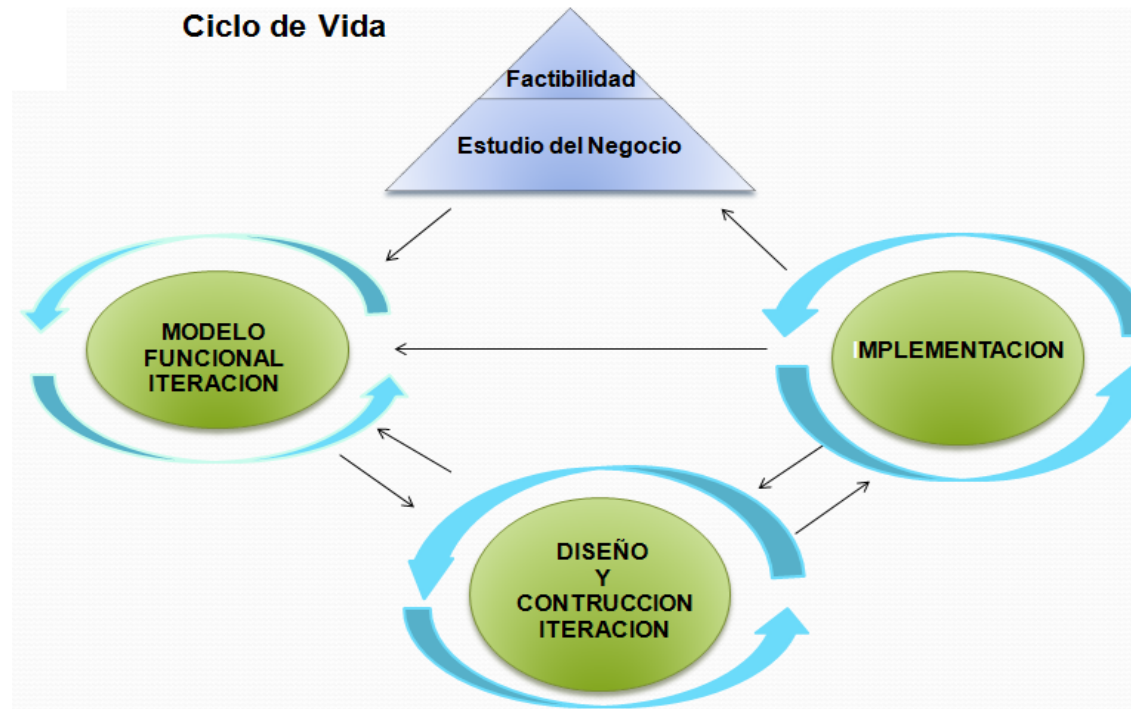 Ciclo de Vida
Factibilidad
Estudio del Negocio
MODELO
FUNCIONAL
ITERACION
IMPLEMENTACION
DISEÑO
Y
CONTRUCCION
ITERACION